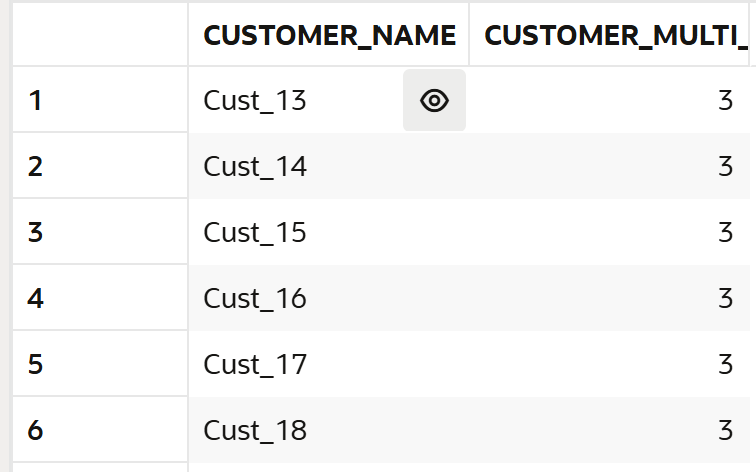 CUSTOMER_NAME CUSTOMER_MULTI_
1 Cust_13 3
2 Cust_14 3
3 Cust_15 3
4 Cust_16 3
5 Cust_17 3
6 Cust_18 3